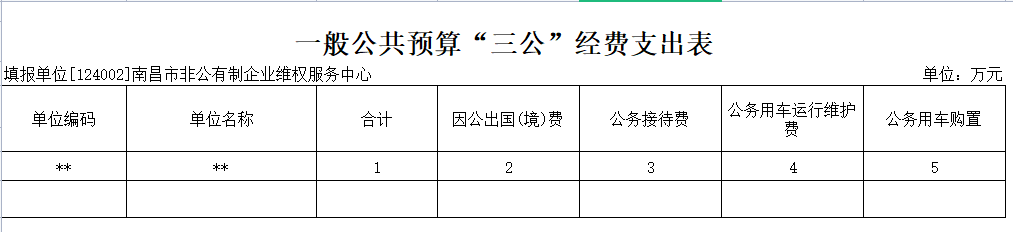 一般公共预算“三公”经费支出表
填报单位[124002]南昌市非公有制企业维权服务中心 单位：万元
单位编码 单位名称 合计 因公出国(境)费 公务接待费 公务用车运行维护费 公务用车购置
** ** 1 2 3 4 5